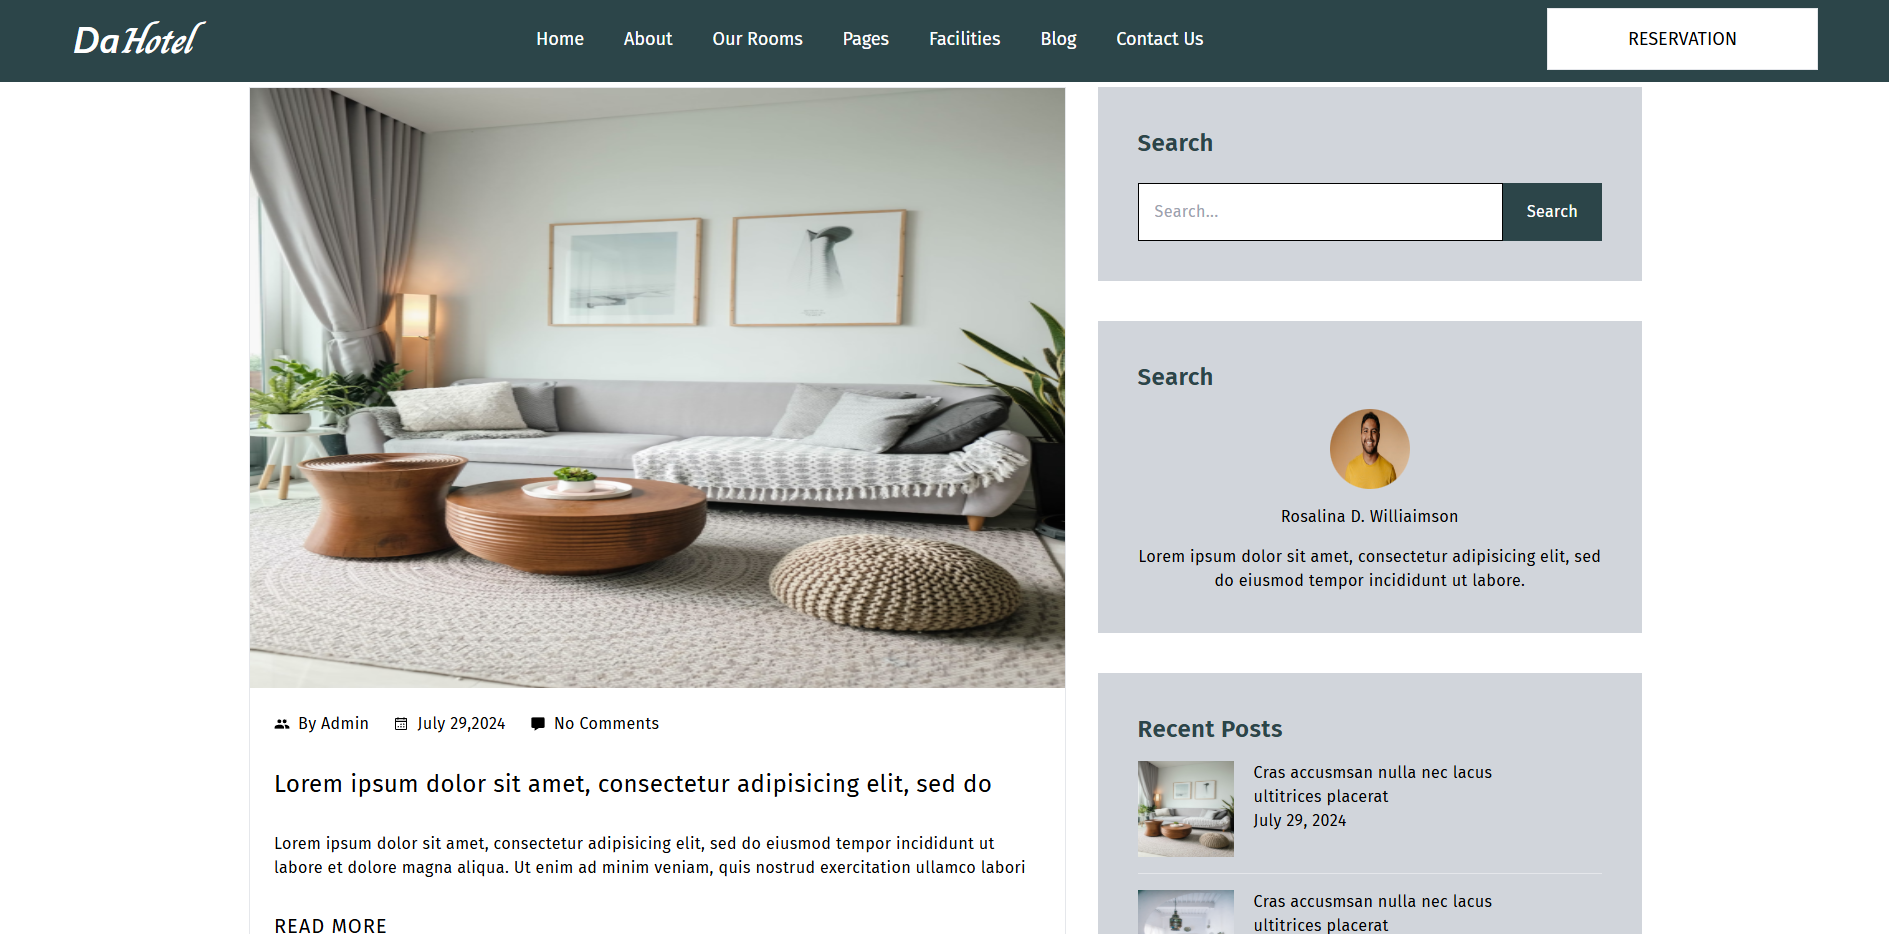 DaHotel
Home About Our Rooms Pages Facilities Blog Contact Us
RESERVATION
By Admin July 29,2024 No Comments
Lorem ipsum dolor sit amet, consectetur adipisicing elit, sed do
Lorem ipsum dolor sit amet, consectetur adipisicing elit, sed do eiusmod tempor incididunt ut
labore et dolore magna aliqua. Ut enim ad minim veniam, quis nostrud exercitation ullamco labori
READ MORE
Search
Search...
Search
Search
Rosalina D. Williaimson
Lorem ipsum dolor sit amet, consectetur adipisicing elit, sed
do eiusmod tempor incididunt ut labore.
Recent Posts
Cras accusmsan nulla nec lacus
ultitrices placerat
July 29, 2024
Cras accusmsan nulla nec lacus
ultitrices placerat